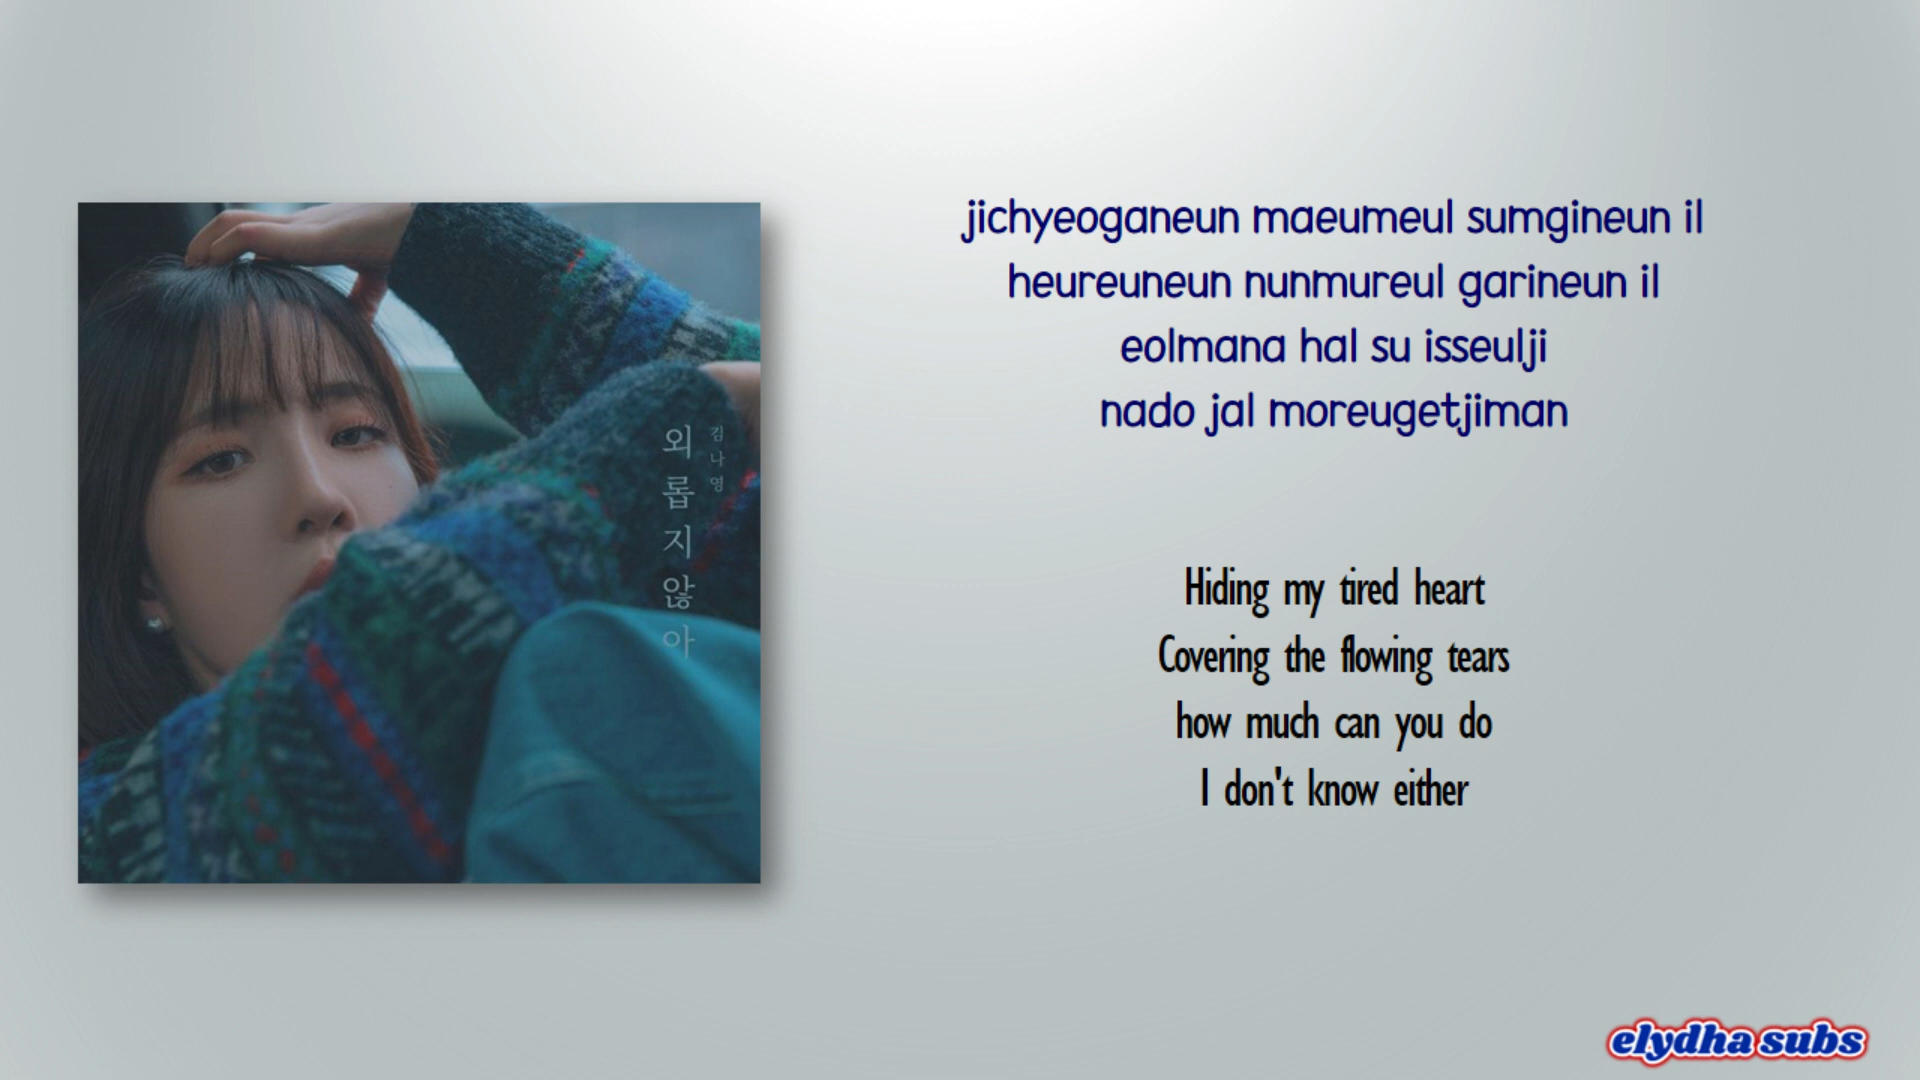 외롭지않아
김나영
jichyeoganeun maeumeul sumgineun il
heureuneun nunmureul garineun il
eolmana hal su isseulji
nado jal moreugetjiman
Hiding my tired heart
Covering the flowing tears
how much can you do
I don't know either
elydha subs